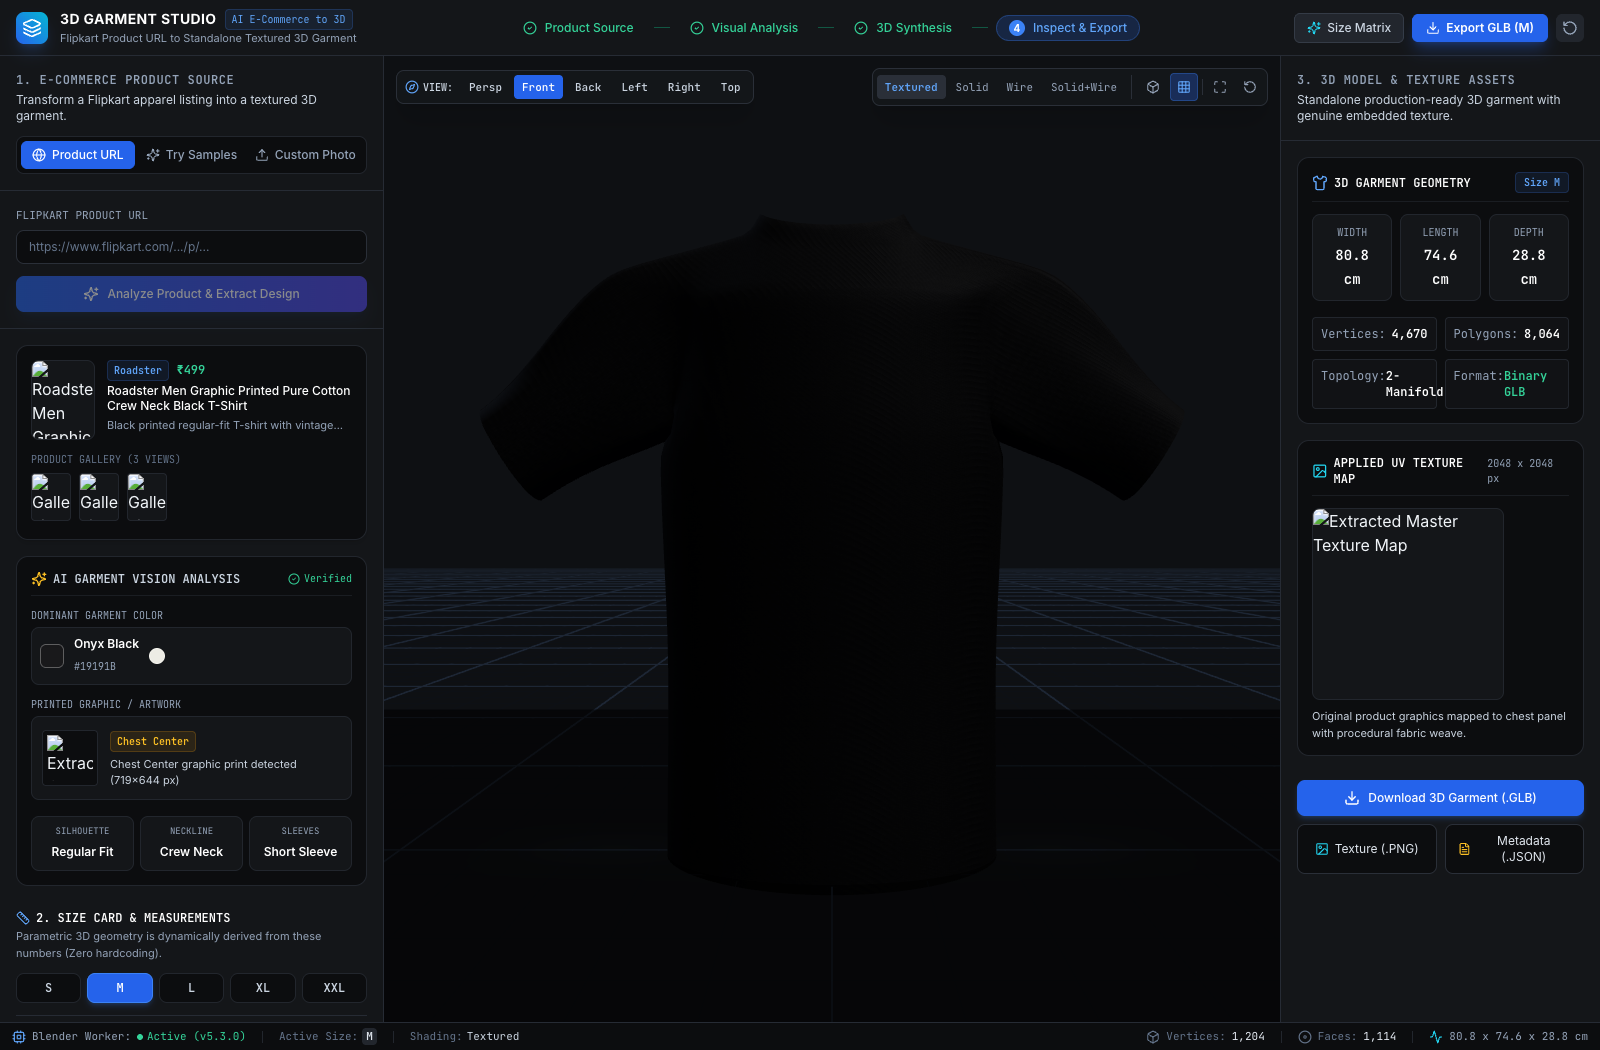 3D GARMENT STUDIO
AI E-Commerce to 3D
Flipkart Product URL to Standalone Textured 3D Garment
Product Source
Visual Analysis
3D Synthesis
4
Inspect & Export
Size Matrix
Export GLB (M)
1. E-COMMERCE PRODUCT SOURCE
Transform a Flipkart apparel listing into a textured 3D
garment.
Product URL
Try Samples
Custom Photo
FLIPKART PRODUCT URL
https://www.flipkart.com/.../p/...
Analyze Product & Extract Design
Roadste
Men
Graphic
Roadster
₹499
Roadster Men Graphic Printed Pure Cotton
Crew Neck Black T-Shirt
Black printed regular-fit T-shirt with vintage...
PRODUCT GALLERY (3 VIEWS)
Galle
Galle
Galle
AI GARMENT VISION ANALYSIS
Verified
DOMINANT GARMENT COLOR
Onyx Black
#19191B
PRINTED GRAPHIC / ARTWORK
Extrac
Chest Center
Chest Center graphic print detected
(719×644 px)
SILHOUETTE
Regular Fit
NECKLINE
Crew Neck
SLEEVES
Short Sleeve
2. SIZE CARD & MEASUREMENTS
Parametric 3D geometry is dynamically derived from these
numbers (Zero hardcoding).
S
M
L
XL
XXL
VIEW:
Persp
Front
Back
Left
Right
Top
Textured
Solid
Wire
Solid+Wire
3. 3D MODEL & TEXTURE ASSETS
Standalone production-ready 3D garment with
genuine embedded texture.
3D GARMENT GEOMETRY
Size M
WIDTH
80.8
cm
LENGTH
74.6
cm
DEPTH
28.8
cm
Vertices: 4,670
Polygons: 8,064
Topology: 2-
Manifold
Format: Binary
GLB
APPLIED UV TEXTURE
MAP
2048 x 2048
px
Extracted Master
Texture Map
Original product graphics mapped to chest panel
with procedural fabric weave.
Download 3D Garment (.GLB)
Texture (.PNG)
Metadata
(.JSON)
Blender Worker: Active (v5.3.0)
Active Size: M
Shading: Textured
Vertices: 1,204
Faces: 1,114
80.8 x 74.6 x 28.8 cm